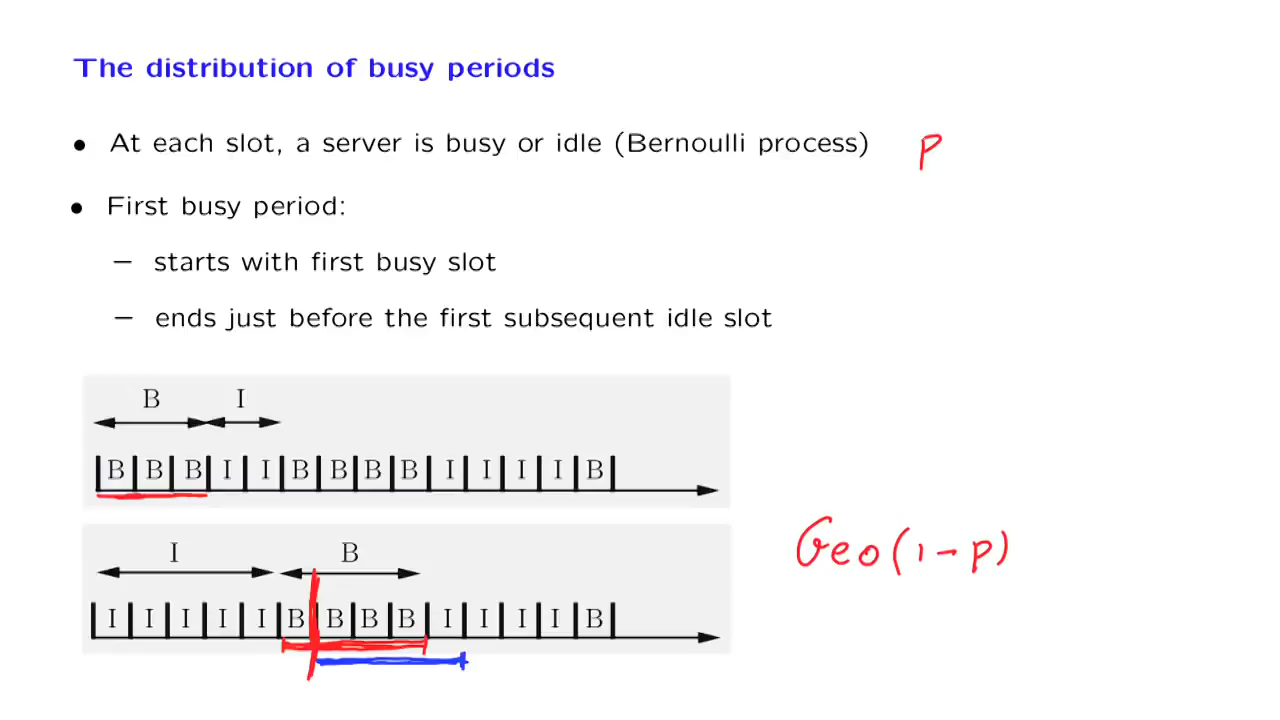 The distribution of busy periods
• At each slot, a server is busy or idle (Bernoulli process) p
• First busy period:
– starts with first busy slot
– ends just before the first subsequent idle slot
B I
B B B I I B B B B I I I I B
I B
I I I I I B B B B I I I I B
Geo(1-p)